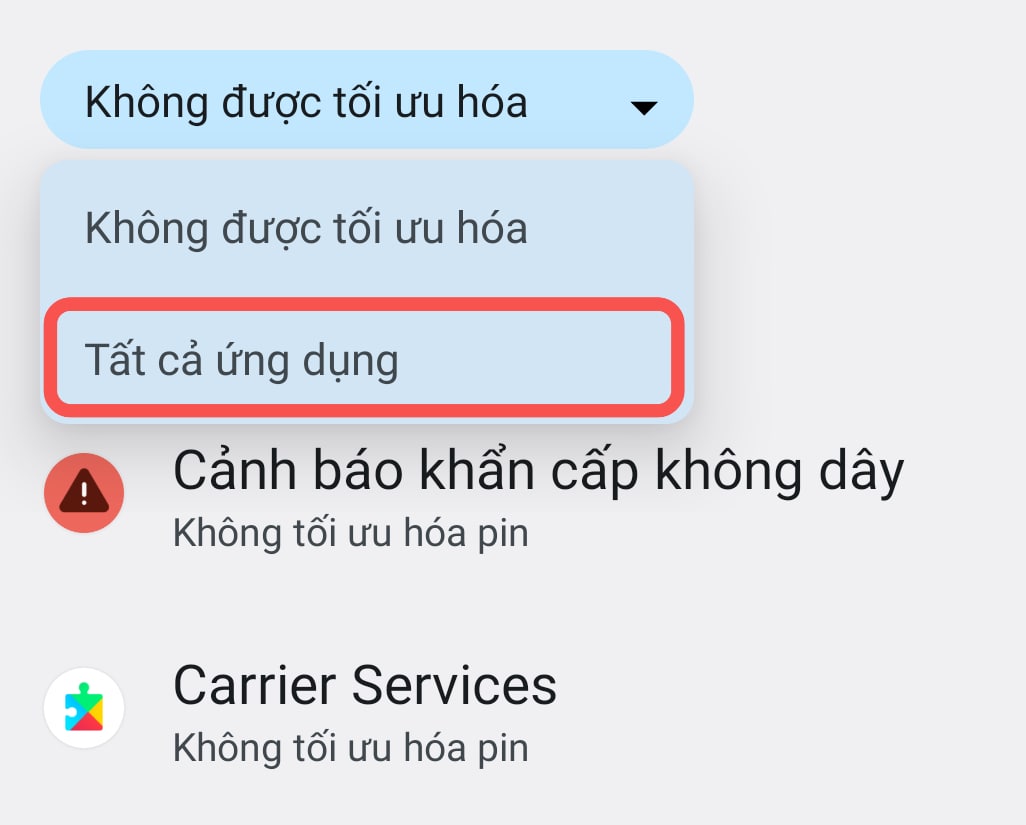 Không được tối ưu hóa
Không được tối ưu hóa
Tất cả ứng dụng
Cảnh báo khẩn cấp không dây
Không tối ưu hóa pin
Carrier Services
Không tối ưu hóa pin